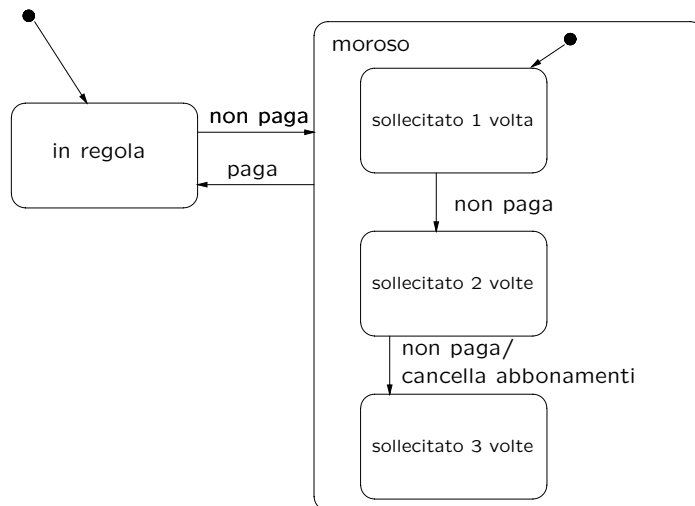 moroso
sollecitato 1 volta
non paga
in regola
paga
non paga
sollecitato 2 volte
non paga/
cancella abbonamenti
sollecitato 3 volte